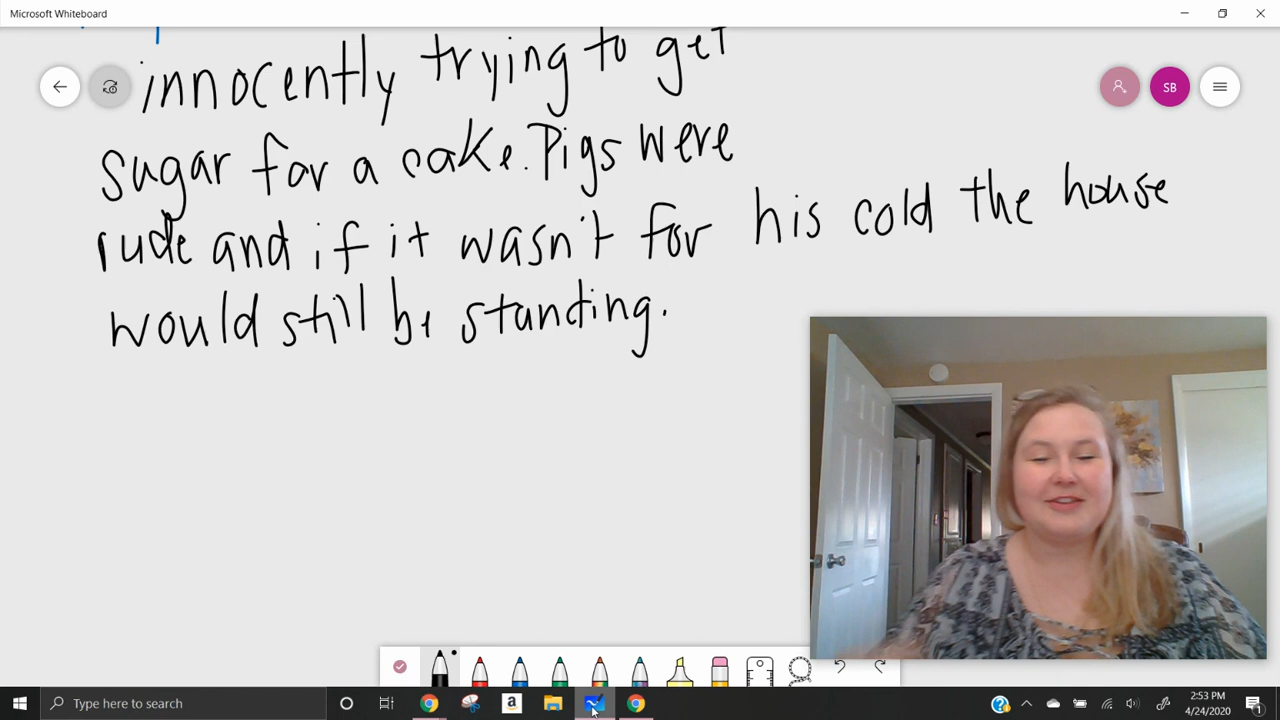 Microsoft Whiteboard
innocently trying to get
SB
sugar for a cake. Pigs were
rude and if it wasn't for his cold the house
would still be standing.
Type here to search
2:53 PM
4/24/2020